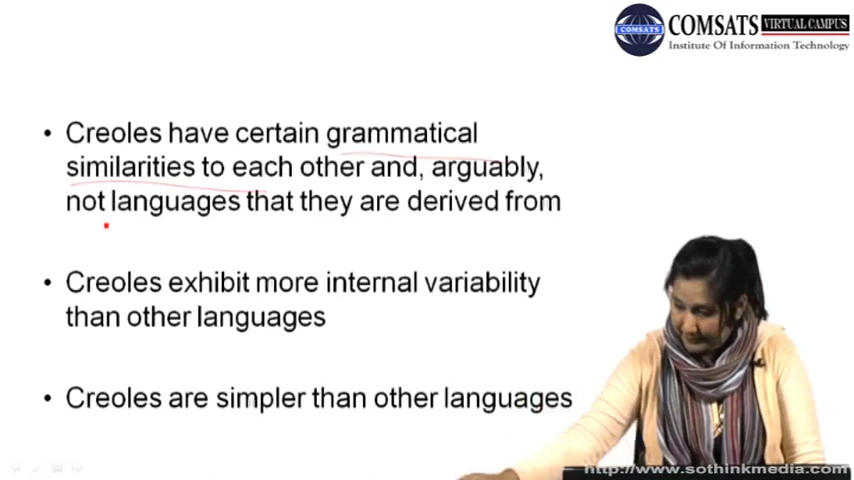 COMSATS
COMSATS VIRTUAL CAMPUS
Institute Of Information Technology
• Creoles have certain grammatical
similarities to each other and, arguably,
not languages that they are derived from
• Creoles exhibit more internal variability
than other languages
• Creoles are simpler than other languages
http://www.sothinkmedia.com